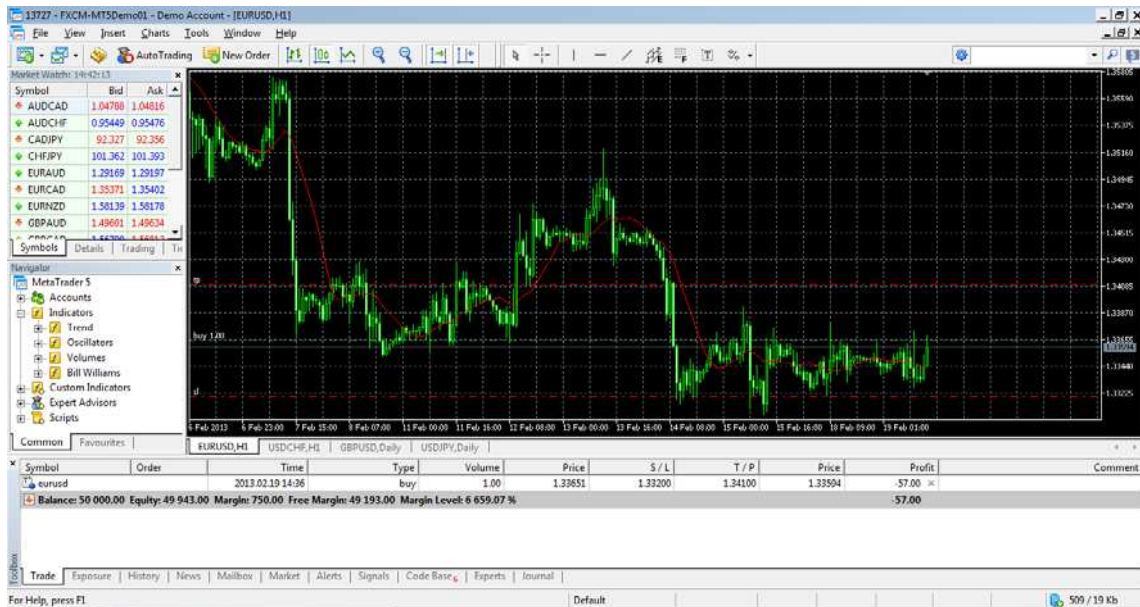 13727 - FXCM-MT5Demo01 - Demo Account - [EURUSD,H1]
File View Insert Charts Tools Window Help
AutoTrading New Order
Market Watch: 14:42:13
Symbol Bid Ask
AUDCAD 1.04788 1.04816
AUDCHF 0.95449 0.95476
CADJPY 92.327 92.356
CHFJPY 101.362 101.393
EURAUD 1.29169 1.29197
EURCAD 1.35371 1.35402
EURNZD 1.58139 1.58178
GBPAUD 1.49601 1.49634
Symbols Details Trading
Navigator
MetaTrader 5
Accounts
Indicators
Trend
Oscillators
Volumes
Bill Williams
Custom Indicators
Expert Advisors
Scripts
Common Favourites
1.35805
1.35590
1.35375
1.35160
1.34945
1.34730
1.34515
1.34300
1.34085
1.33870
1.33655
1.33594
1.33440
1.33225
tp
buy 1.00
sl
6 Feb 2013 6 Feb 23:00 7 Feb 15:00 8 Feb 07:00 11 Feb 00:00 11 Feb 16:00 12 Feb 08:00 13 Feb 00:00 13 Feb 16:00 14 Feb 08:00 15 Feb 00:00 15 Feb 16:00 18 Feb 09:00 19 Feb 01:00
EURUSD,H1 USDCHF,H1 GBPUSD,Daily USDJPY,Daily
Symbol Order Time Type Volume Price S / L T / P Price Profit Comment
eurusd 2013.02.19 14:36 buy 1.00 1.33651 1.33200 1.34100 1.33594 -57.00
Balance: 50 000.00 Equity: 49 943.00 Margin: 750.00 Free Margin: 49 193.00 Margin Level: 6 659.07 % -57.00
Toolbox
Trade Exposure History News Mailbox Market Alerts Signals Code Base 6 Experts Journal
For Help, press F1 Default 509 / 19 Kb